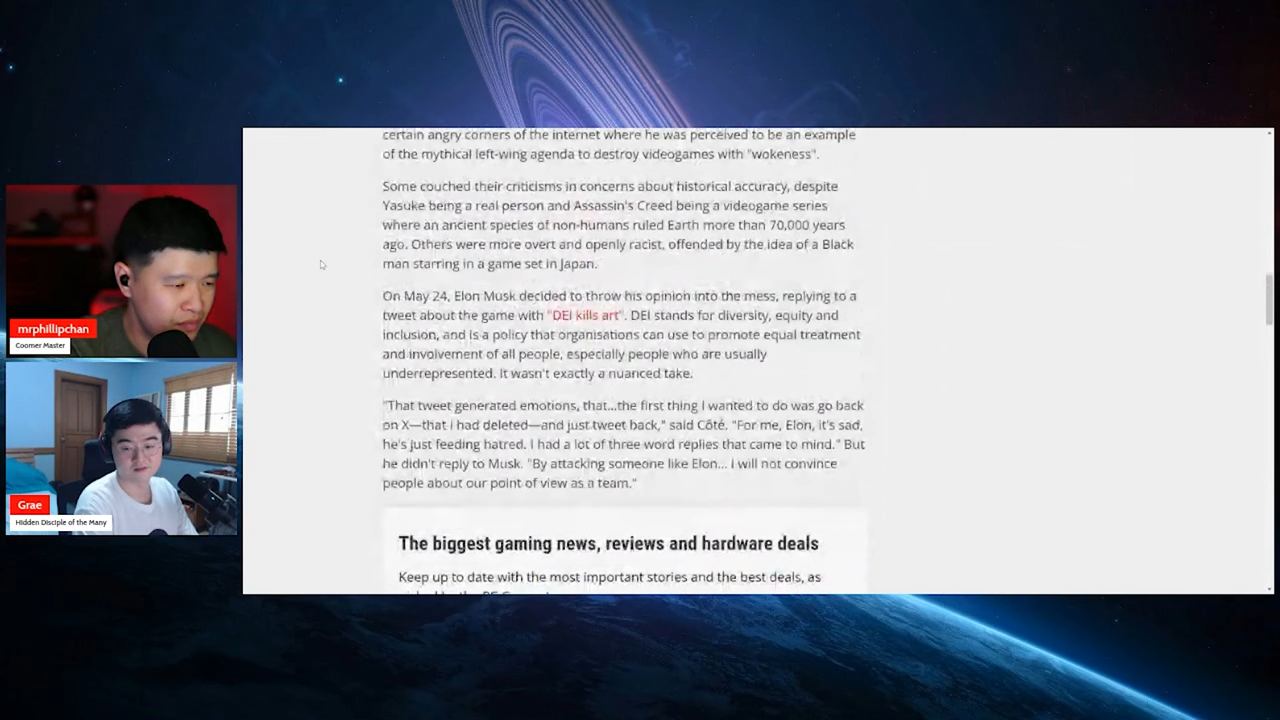 certain angry corners of the internet where he was perceived to be an example
of the mythical left-wing agenda to destroy videogames with "wokeness".
Some couched their criticisms in concerns about historical accuracy, despite
Yasuke being a real person and Assassin's Creed being a videogame series
where an ancient species of non-humans ruled Earth more than 70,000 years
ago. Others were more overt and openly racist, offended by the idea of a Black
man starring in a game set in Japan.
On May 24, Elon Musk decided to throw his opinion into the mess, replying to a
tweet about the game with "DEI kills art". DEI stands for diversity, equity and
inclusion, and is a policy that organisations can use to promote equal treatment
and involvement of all people, especially people who are usually
underrepresented. It wasn't exactly a nuanced take.
"That tweet generated emotions, that...the first thing I wanted to do was go back
on X—that I had deleted—and just tweet back," said Côté. "For me, Elon, it's sad,
he's just feeding hatred. I had a lot of three word replies that came to mind." But
he didn't reply to Musk. "By attacking someone like Elon... I will not convince
people about our point of view as a team."
The biggest gaming news, reviews and hardware deals
Keep up to date with the most important stories and the best deals, as
mrphillipchan
Coomer Master
Grae
Hidden Disciple of the Many